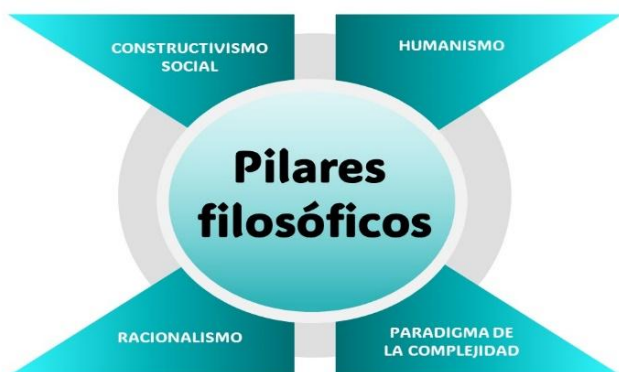 CONSTRUCTIVISMO
SOCIAL
HUMANISMO
Pilares
filosóficos
RACIONALISMO
PARADIGMA DE
LA COMPLEJIDAD